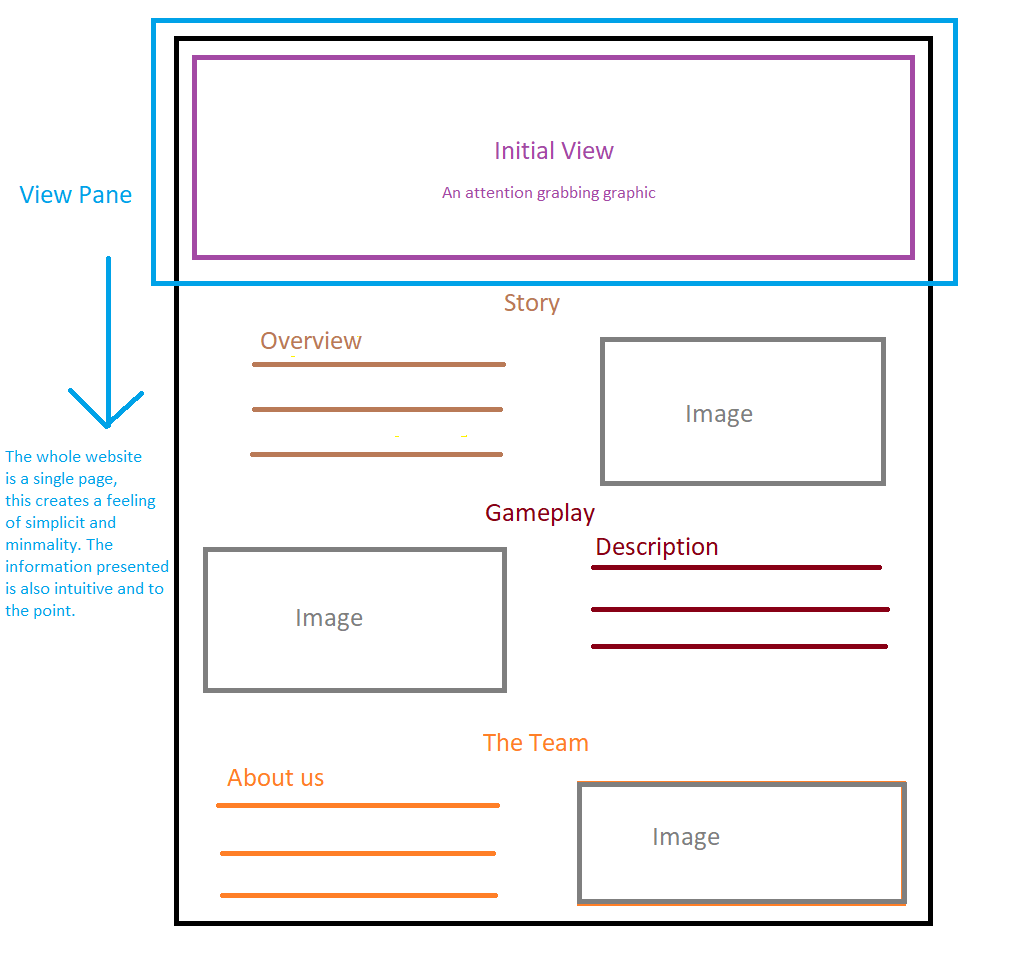 Initial View
An attention grabbing graphic
View Pane
The whole website
is a single page,
this creates a feeling
of simplicit and
minmality. The
information presented
is also intuitive and to
the point.
Story
Overview
Image
Gameplay
Description
Image
The Team
About us
Image